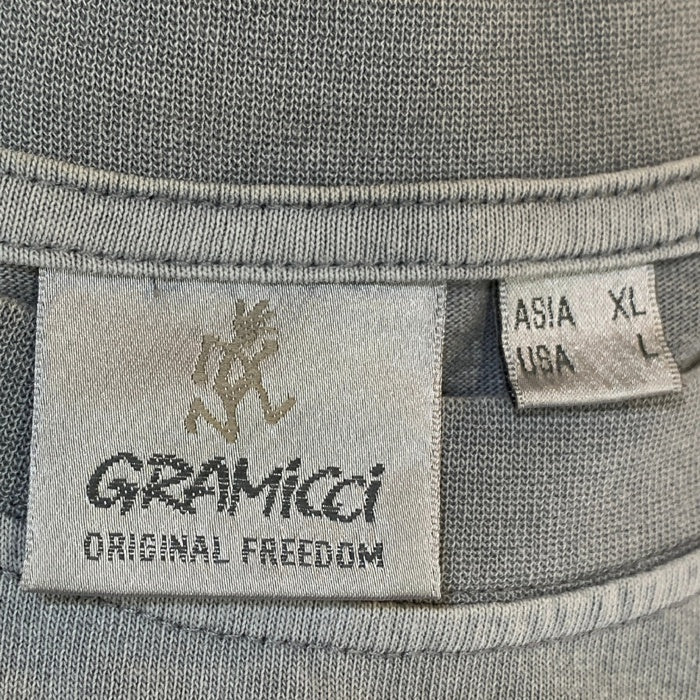 GRAMiCCi
ORIGINAL FREEDOM
ASIA XL
USA L